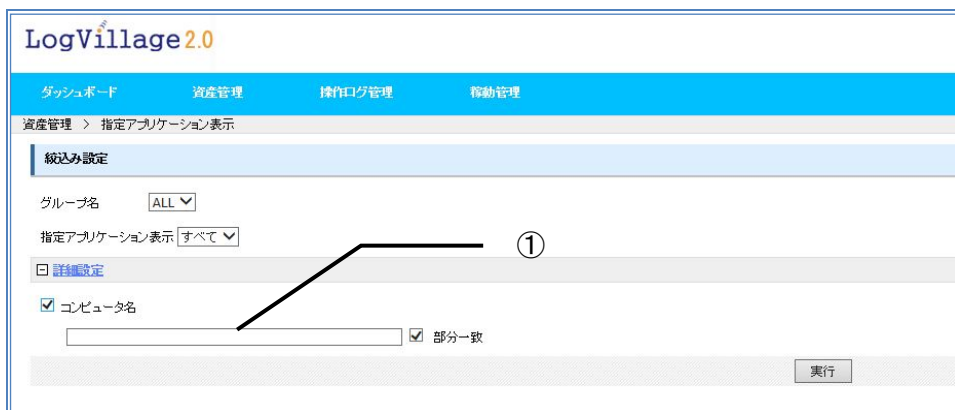 LogVillage2.0
ダッシュボード 資産管理 操作ログ管理 稼動管理
資産管理 > 指定アプリケーション表示
絞込み設定
グループ名 ALL
指定アプリケーション表示 すべて
①
詳細設定
コンピュータ名
部分一致
実行